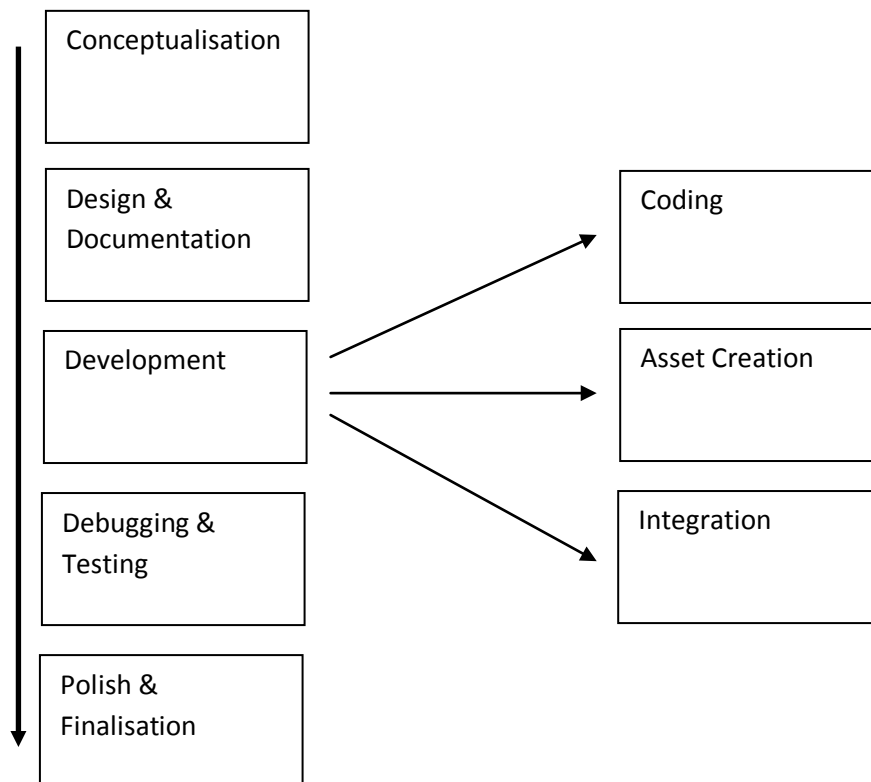 Conceptualisation
Design &
Documentation
Coding
Development
Asset Creation
Debugging &
Testing
Integration
Polish &
Finalisation